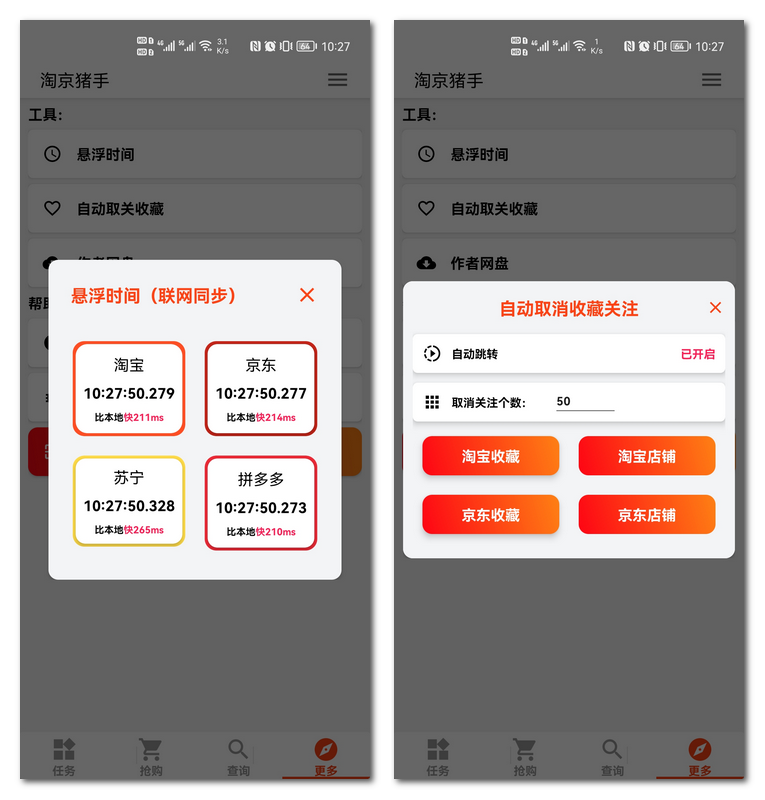 HD 1 4G 5G 3.1
HD 2 K/s 64 10:27
淘京猪手
工具：
悬浮时间
自动取关收藏
悬浮时间（联网同步）
淘宝
10:27:50.279
比本地快211ms
京东
10:27:50.277
比本地快214ms
苏宁
10:27:50.328
比本地快265ms
拼多多
10:27:50.273
比本地快210ms
任务 抢购 查询 更多
HD 1 4G 5G 1
HD 2 K/s 64 10:27
淘京猪手
工具：
悬浮时间
自动取关收藏
作者网盘
自动取消收藏关注
自动跳转 已开启
取消关注个数： 50
淘宝收藏 淘宝店铺
京东收藏 京东店铺
任务 抢购 查询 更多